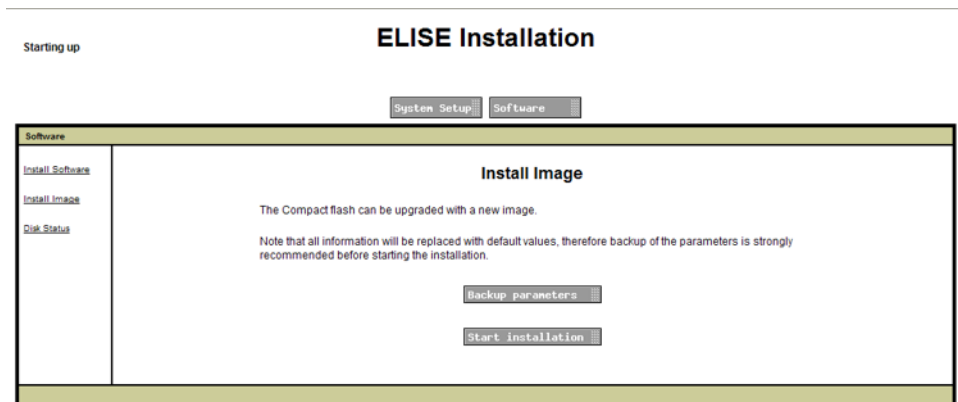 Starting up
ELISE Installation
System Setup
Software
Software
Install Software
Install Image
Disk Status
Install Image
The Compact flash can be upgraded with a new image.
Note that all information will be replaced with default values, therefore backup of the parameters is strongly
recommended before starting the installation.
Backup parameters
Start installation